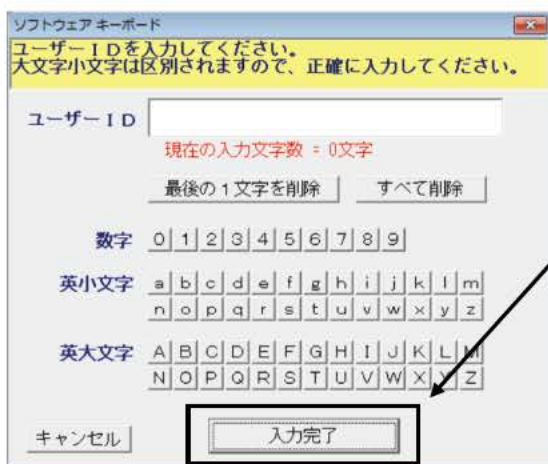 ソフトウェア キーボード
ユーザーＩＤを入力してください。
大文字小文字は区別されますので、正確に入力してください。
ユーザーＩＤ
現在の入力文字数 = 0文字
最後の1文字を削除 すべて削除
数字 0 1 2 3 4 5 6 7 8 9
英小文字 a b c d e f g h i j k l m
n o p q r s t u v w x y z
英大文字 A B C D E F G H I J K L M
N O P Q R S T U V W X Y Z
キャンセル 入力完了